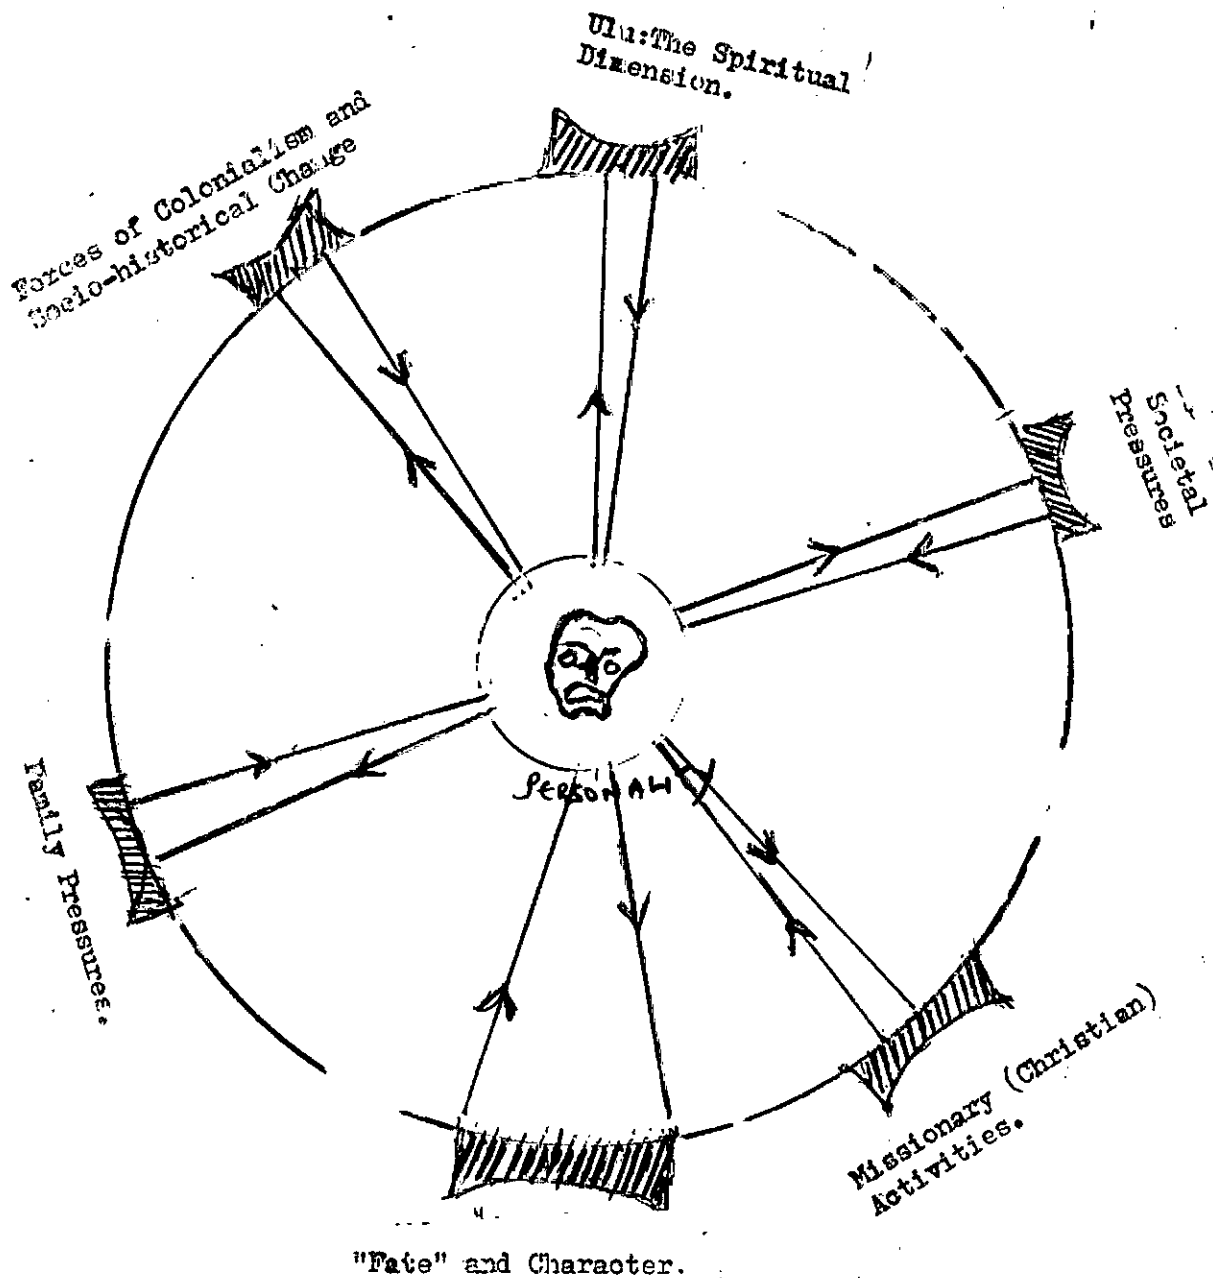 Ulu:The Spiritual
Dimension.
Forces of Colonialism and
Socio-historical Change
Societal
Pressures
PERSONAL
Family Pressures.
Missionary (Christian)
Activities.
"Fate" and Character.